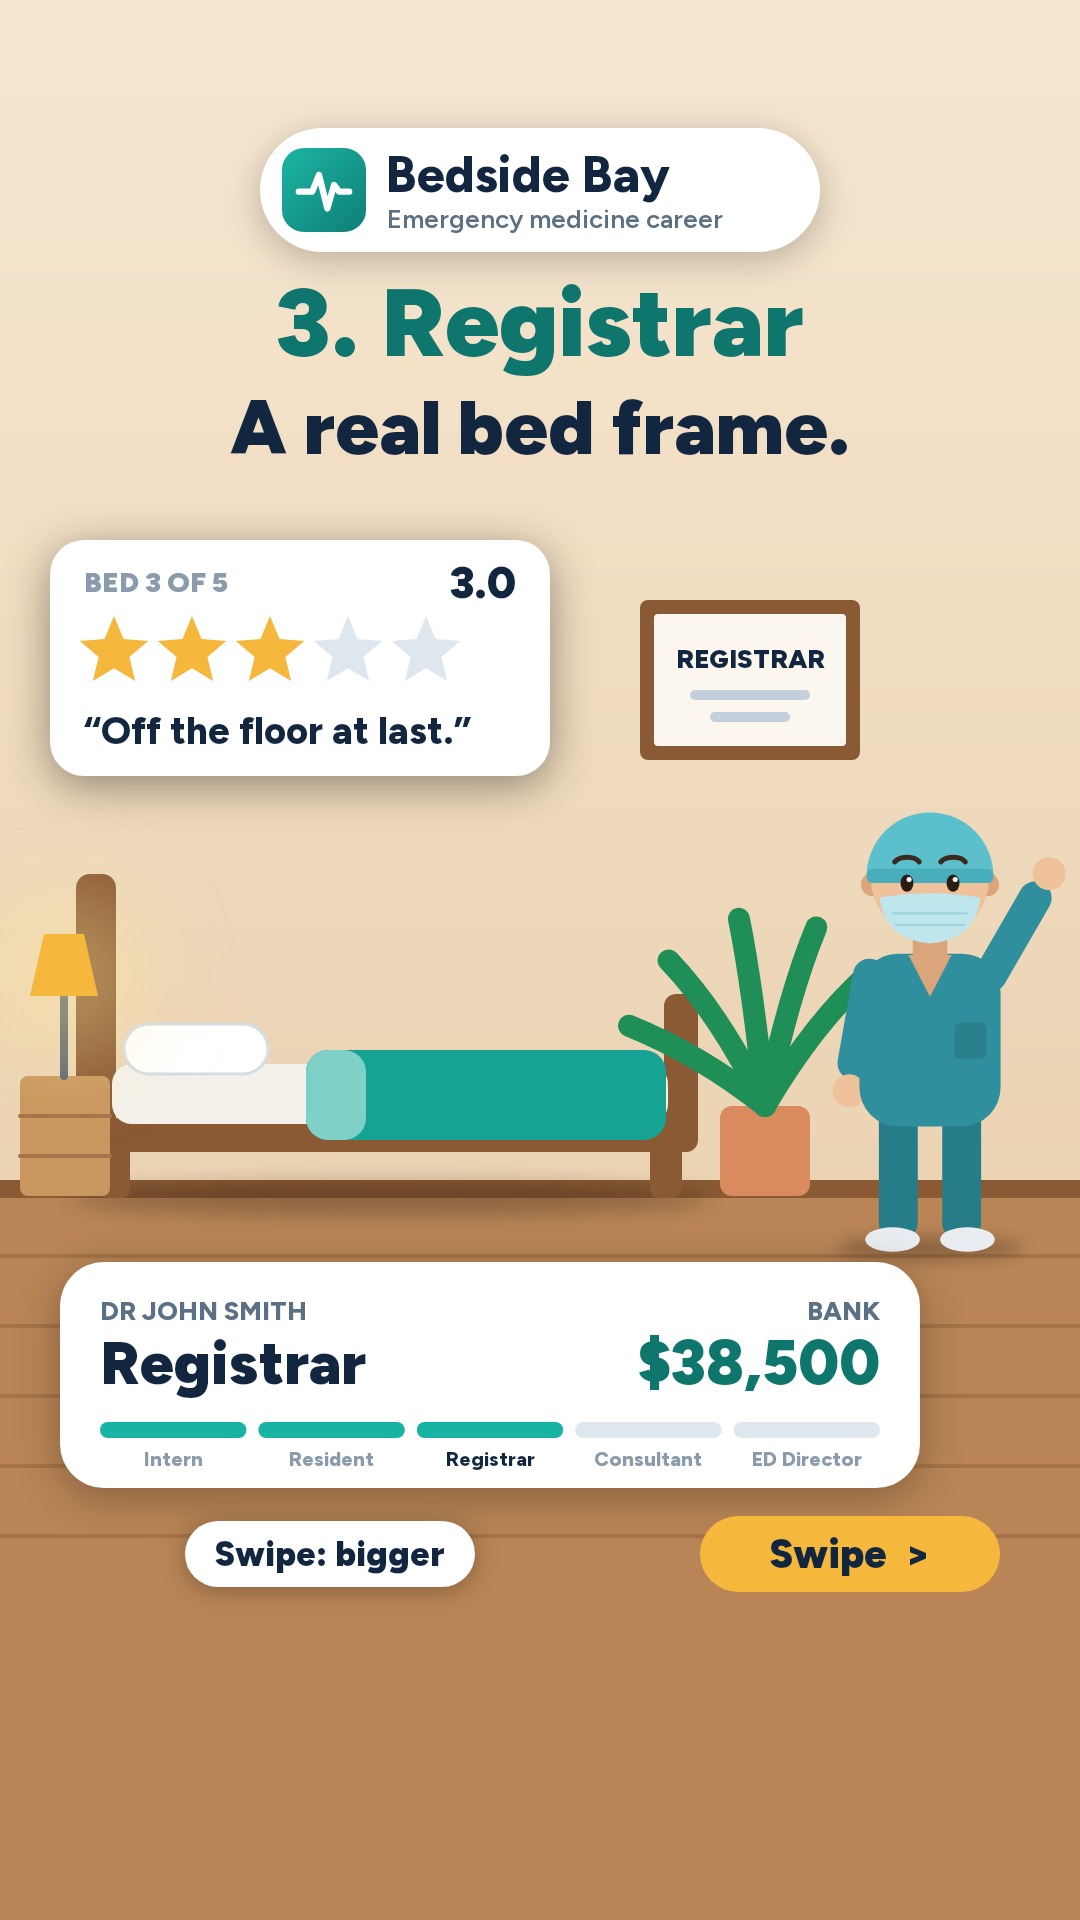 Bedside Bay
Emergency medicine career
3. Registrar
A real bed frame.
BED 3 OF 5
3.0
“Off the floor at last.”
REGISTRAR
DR JOHN SMITH
BANK
Registrar
$38,500
Intern
Resident
Registrar
Consultant
ED Director
Swipe: bigger
Swipe >